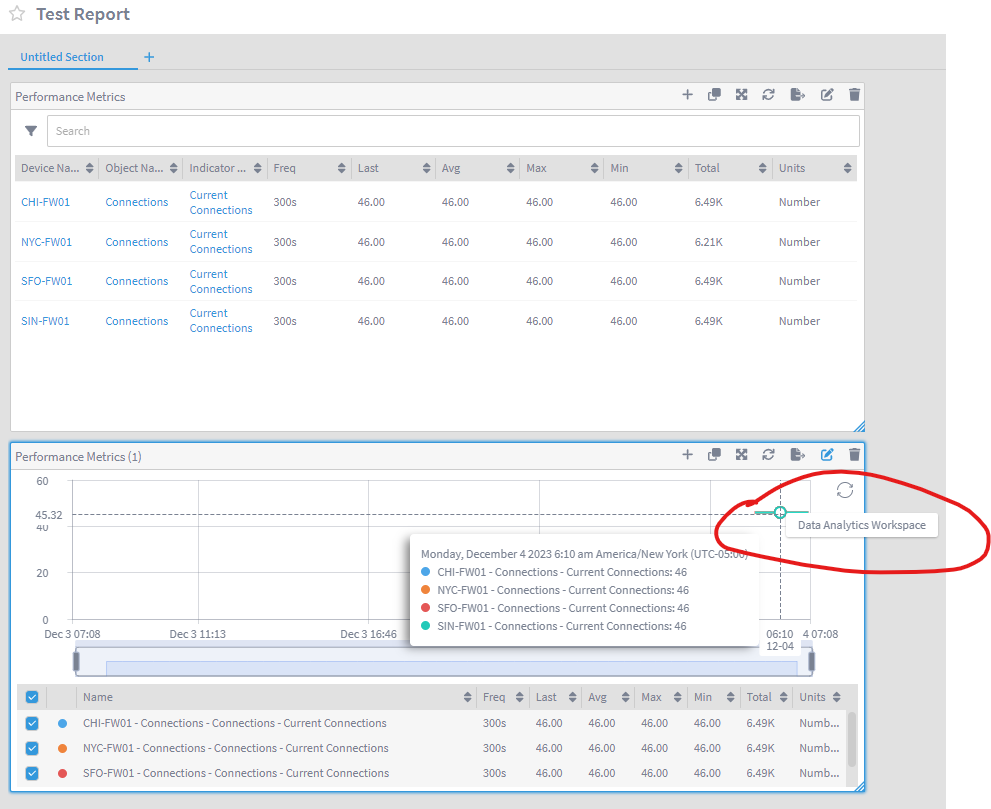 Test Report
Untitled Section +
Performance Metrics
Search
Device Na... Object Na... Indicator ... Freq Last Avg Max Min Total Units
CHI-FW01 Connections Current Connections 300s 46.00 46.00 46.00 46.00 6.49K Number
NYC-FW01 Connections Current Connections 300s 46.00 46.00 46.00 46.00 6.21K Number
SFO-FW01 Connections Current Connections 300s 46.00 46.00 46.00 46.00 6.49K Number
SIN-FW01 Connections Current Connections 300s 46.00 46.00 46.00 46.00 6.49K Number
Performance Metrics (1)
60
45.32
40
20
0
Data Analytics Workspace
Monday, December 4 2023 6:10 am America/New York (UTC-05:00)
CHI-FW01 - Connections - Current Connections: 46
NYC-FW01 - Connections - Current Connections: 46
SFO-FW01 - Connections - Current Connections: 46
SIN-FW01 - Connections - Current Connections: 46
Dec 3 07:08 Dec 3 11:13 Dec 3 16:46 06:10 4 07:08
12-04
Name Freq Last Avg Max Min Total Units
CHI-FW01 - Connections - Connections - Current Connections 300s 46.00 46.00 46.00 46.00 6.49K Numb...
NYC-FW01 - Connections - Connections - Current Connections 300s 46.00 46.00 46.00 46.00 6.49K Numb...
SFO-FW01 - Connections - Connections - Current Connections 300s 46.00 46.00 46.00 46.00 6.49K Numb...